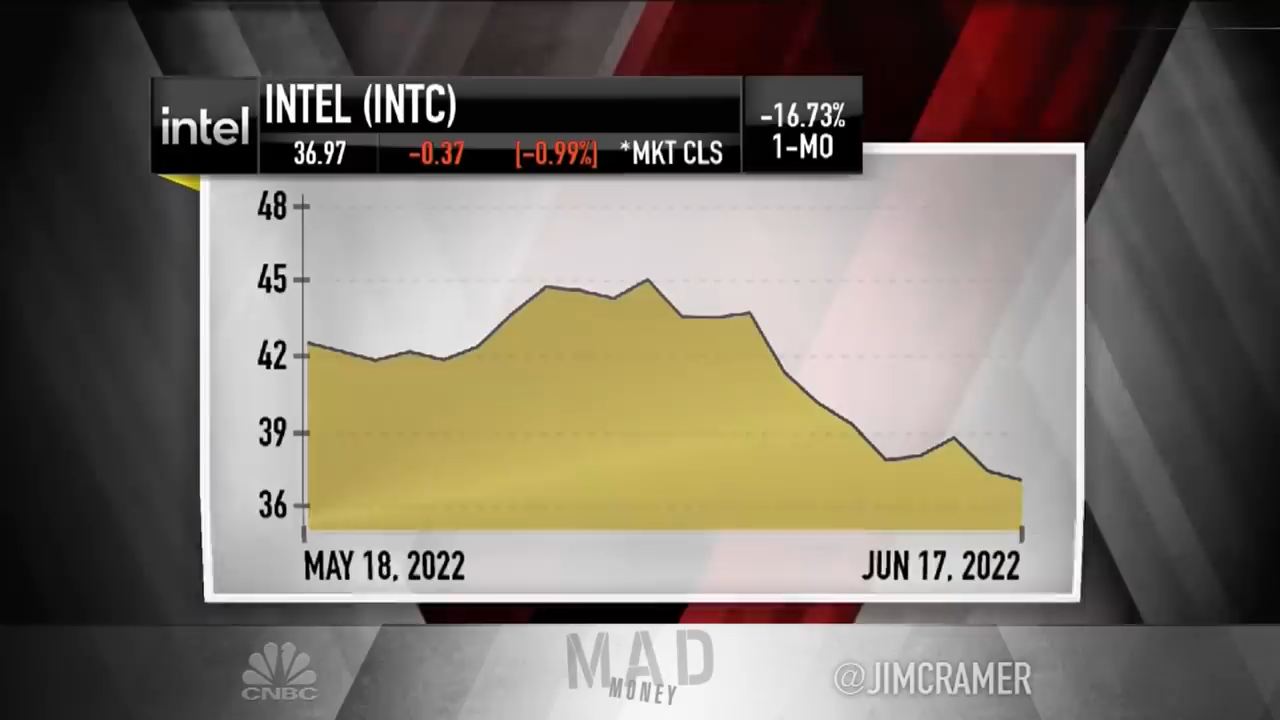 intel
INTEL (INTC)
36.97 -0.37 [-0.99%] *MKT CLS
-16.73%
1-MO
48
45
42
39
36
MAY 18, 2022 JUN 17, 2022
CNBC
MAD
MONEY
@JIMCRAMER